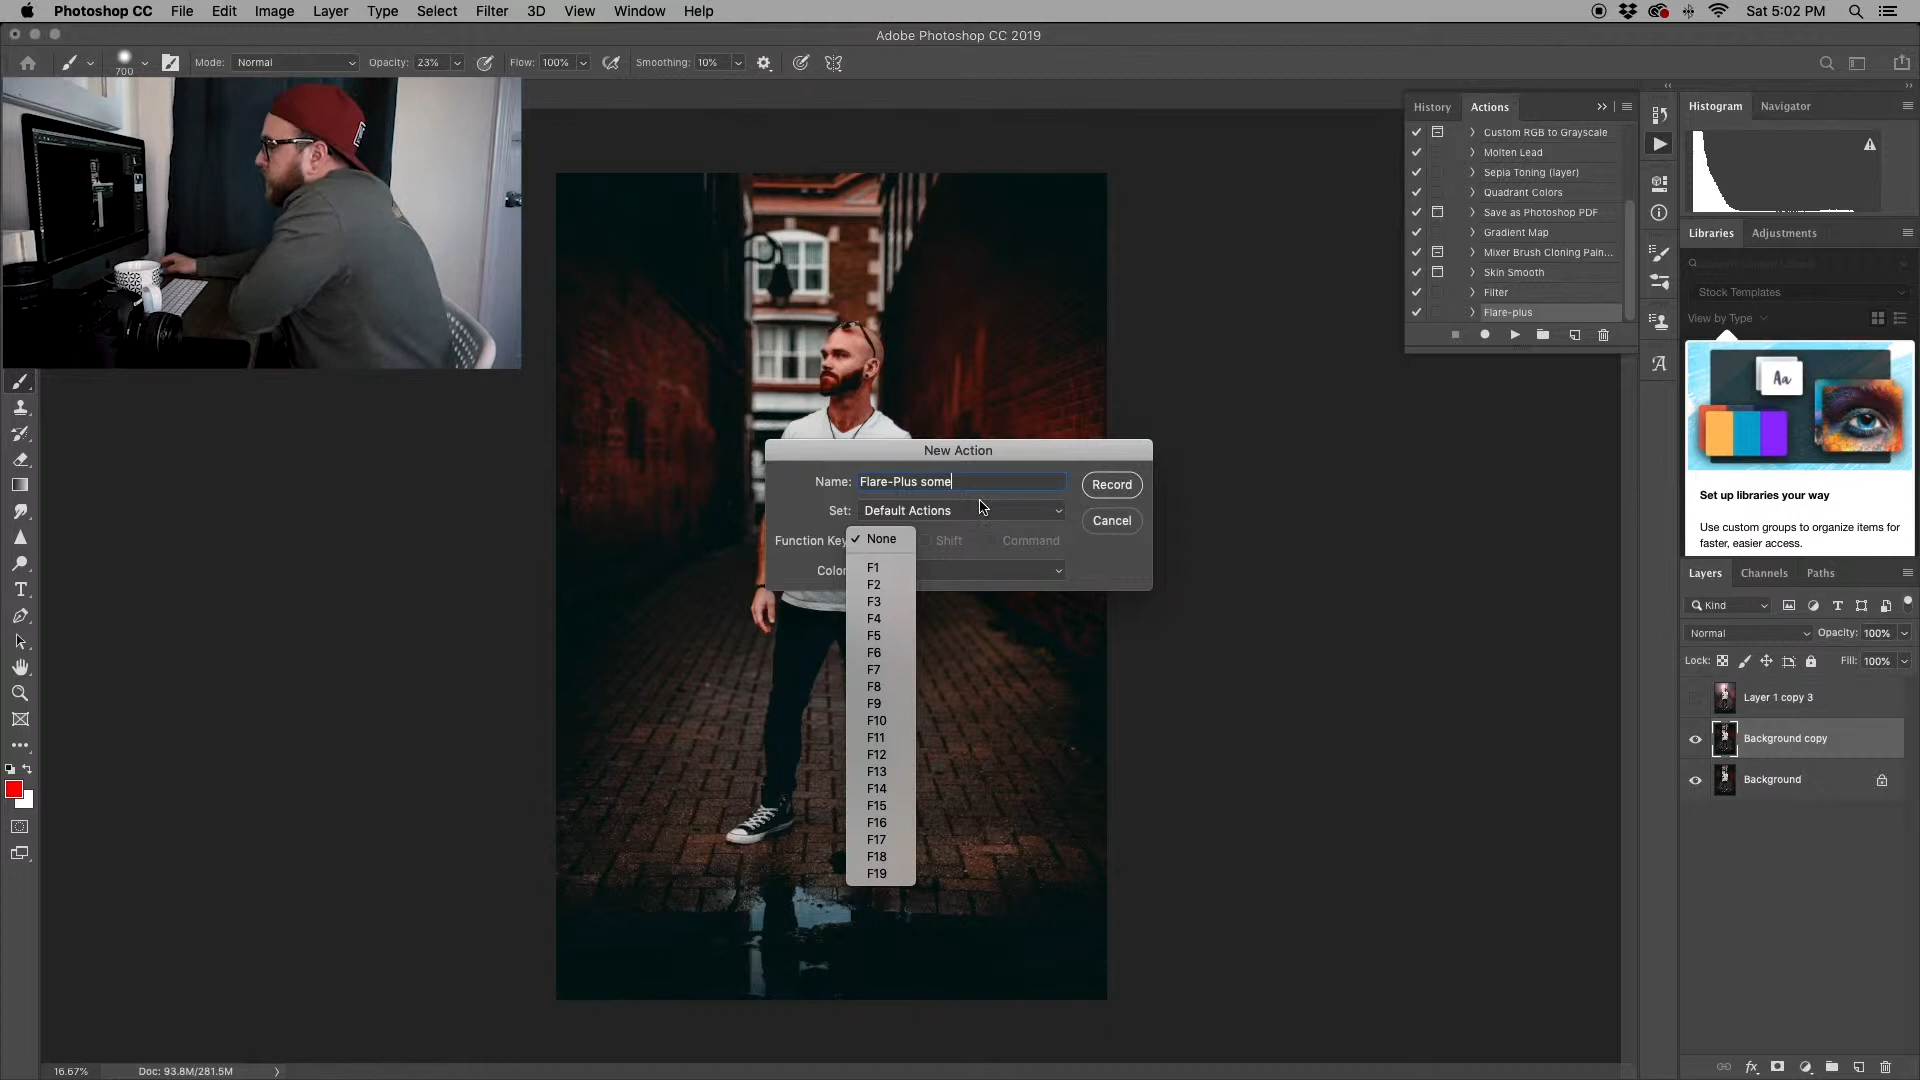 Photoshop CC File Edit Image Layer Type Select Filter 3D View Window Help Sat 5:02 PM
Adobe Photoshop CC 2019
700 Mode: Normal Opacity: 23% Flow: 100% Smoothing: 10%
History Actions
Custom RGB to Grayscale
Molten Lead
Sepia Toning (layer)
Quadrant Colors
Save as Photoshop PDF
Gradient Map
Mixer Brush Cloning Pain...
Skin Smooth
Filter
Flare-plus
Histogram Navigator
Libraries Adjustments
Stock Templates
View by Type
Aa
Set up libraries your way
Use custom groups to organize items for
faster, easier access.
New Action
Name: Flare-Plus some
Record
Set: Default Actions
Cancel
Function Key
None
Shift Command
Color
F1
F2
F3
F4
F5
F6
F7
F8
F9
F10
F11
F12
F13
F14
F15
F16
F17
F18
F19
Layers Channels Paths
Kind
Normal Opacity: 100%
Lock: Fill: 100%
Layer 1 copy 3
Background copy
Background
16.67% Doc: 93.8M/281.5M